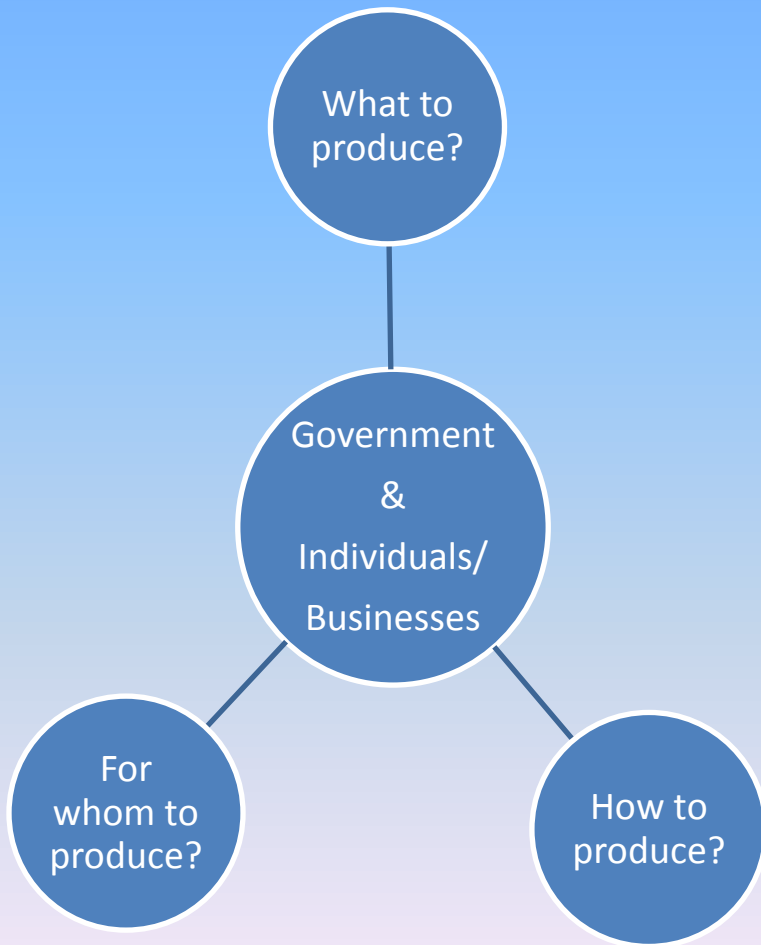 What to
produce?
Government
&
Individuals/
Businesses
For
whom to
produce?
How to
produce?